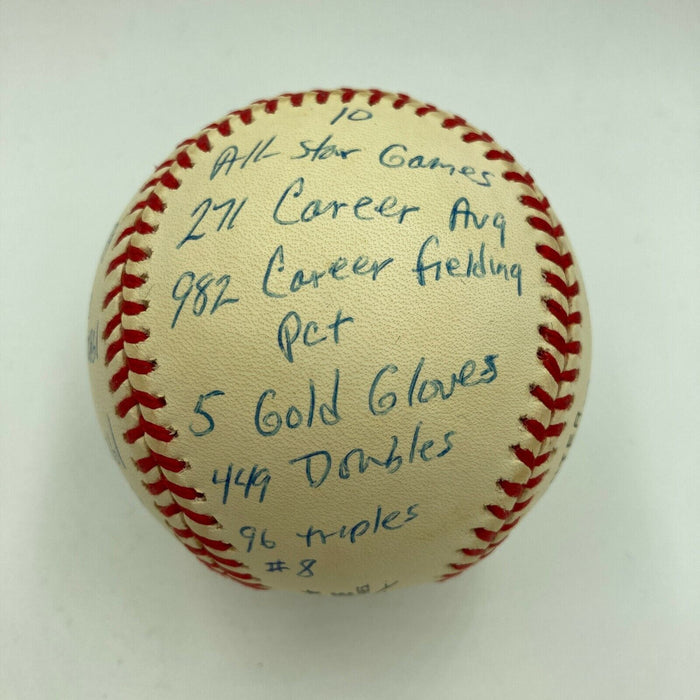 10
All Star Games
271 Career Avg
982 Career fielding
Pct
5 Gold Gloves
449 Doubles
96 triples
#8